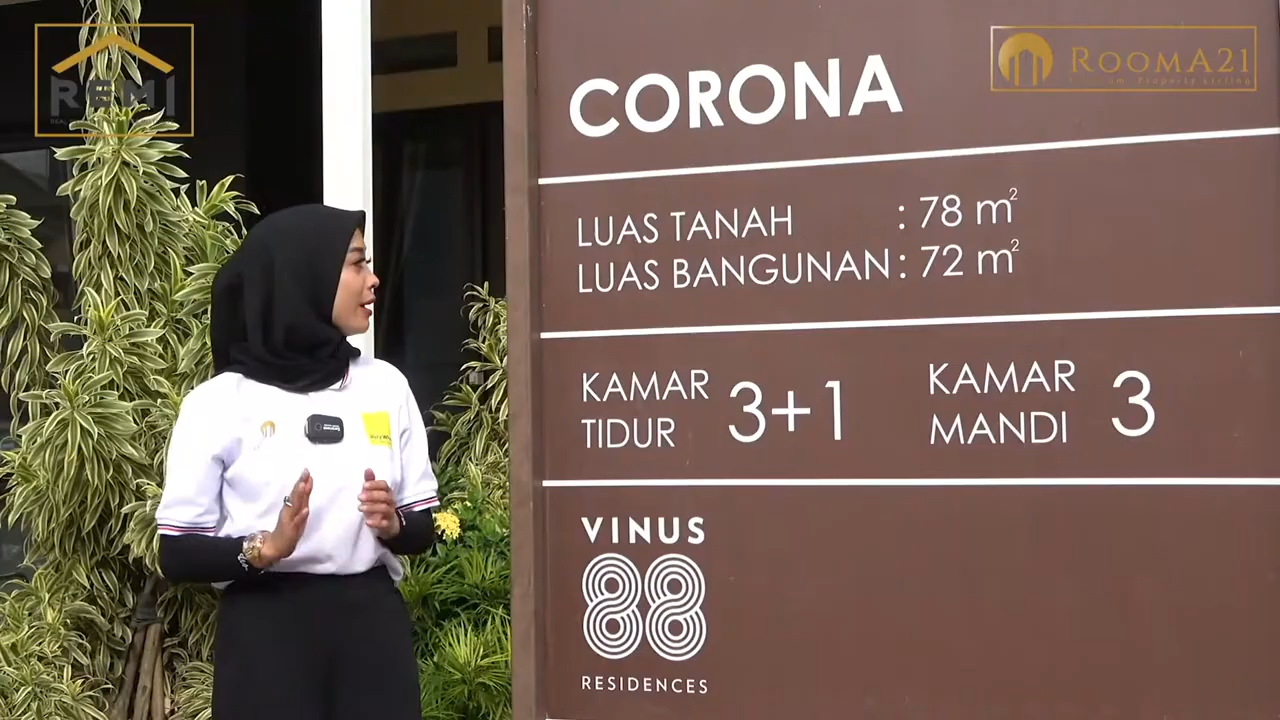 REMI
REAL
ROOMA21
CORONA
LUAS TANAH : 78 m²
LUAS BANGUNAN : 72 m²
KAMAR TIDUR 3+1
KAMAR MANDI 3
VINUS
88
RESIDENCES